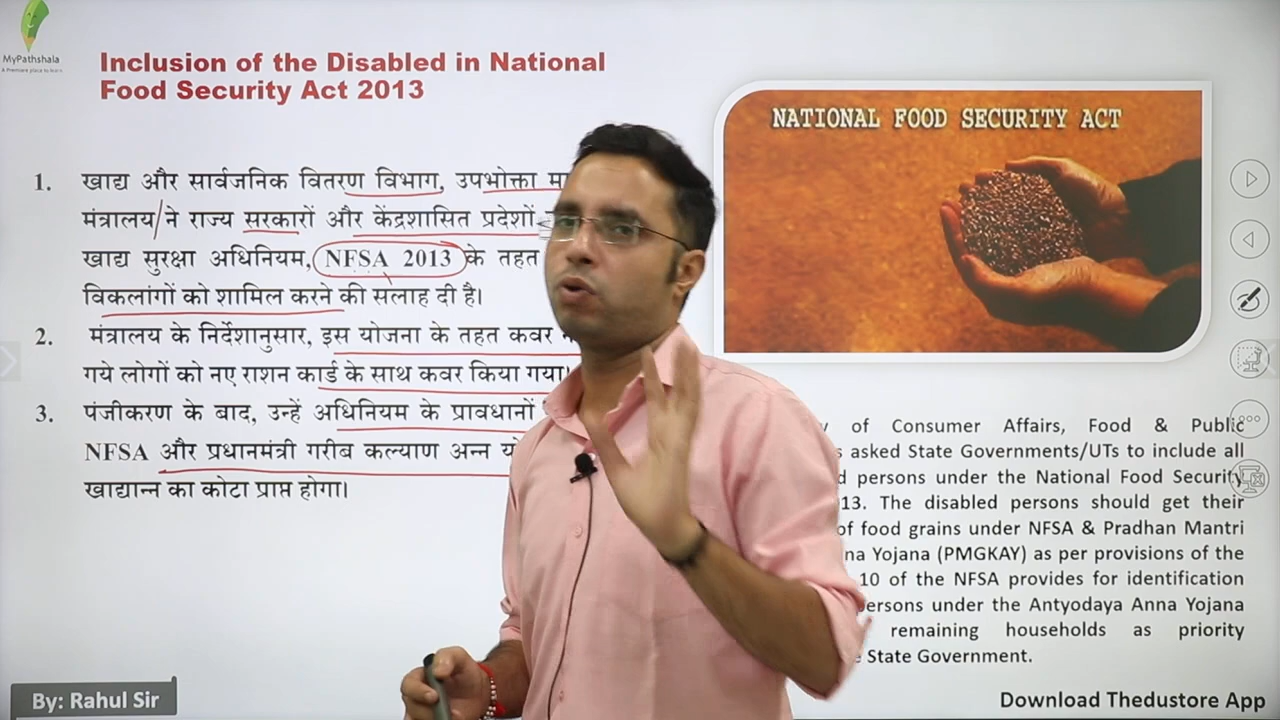 MyPathshala
A Premiere place to learn
Inclusion of the Disabled in National
Food Security Act 2013
1. खाद्य और सार्वजनिक वितरण विभाग, उपभोक्ता
मंत्रालय ने राज्य सरकारों और केंद्रशासित प्रदेशों
खाद्य सुरक्षा अधिनियम, NFSA 2013 के तहत
विकलांगों को शामिल करने की सलाह दी है।
2. मंत्रालय के निर्देशानुसार, इस योजना के तहत कवर
गये लोगों को नए राशन कार्ड के साथ कवर किया गया।
3. पंजीकरण के बाद, उन्हें अधिनियम के प्रावधानों
NFSA और प्रधानमंत्री गरीब कल्याण अन्न
खाद्यान्न का कोटा प्राप्त होगा।
NATIONAL FOOD SECURITY ACT
of Consumer Affairs, Food & Public
asked State Governments/UTs to include all
persons under the National Food Security
13. The disabled persons should get their
of food grains under NFSA & Pradhan Mantri
Yojana (PMGKAY) as per provisions of the
10 of the NFSA provides for identification
persons under the Antyodaya Anna Yojana
remaining households as priority
State Government.
By: Rahul Sir
Download Thedustore App